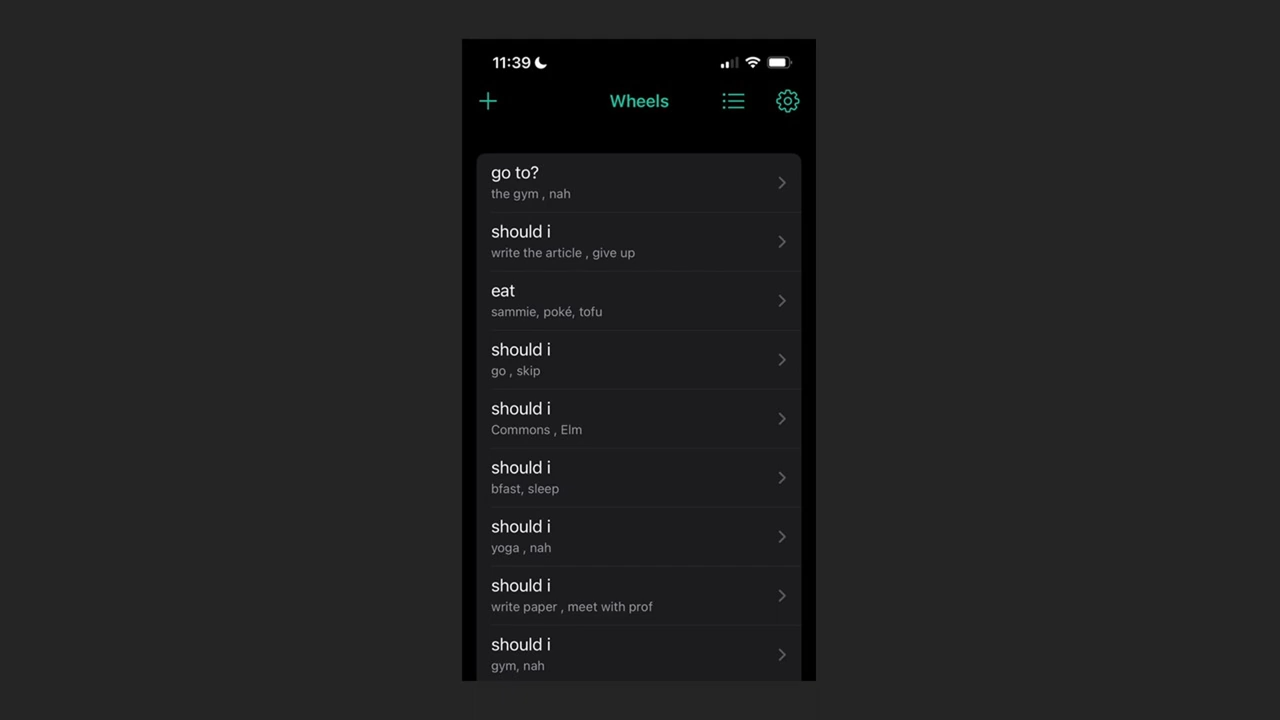 11:39
Wheels
go to?
the gym , nah
should i
write the article , give up
eat
sammie, poké, tofu
should i
go , skip
should i
Commons , Elm
should i
bfast, sleep
should i
yoga , nah
should i
write paper , meet with prof
should i
gym, nah